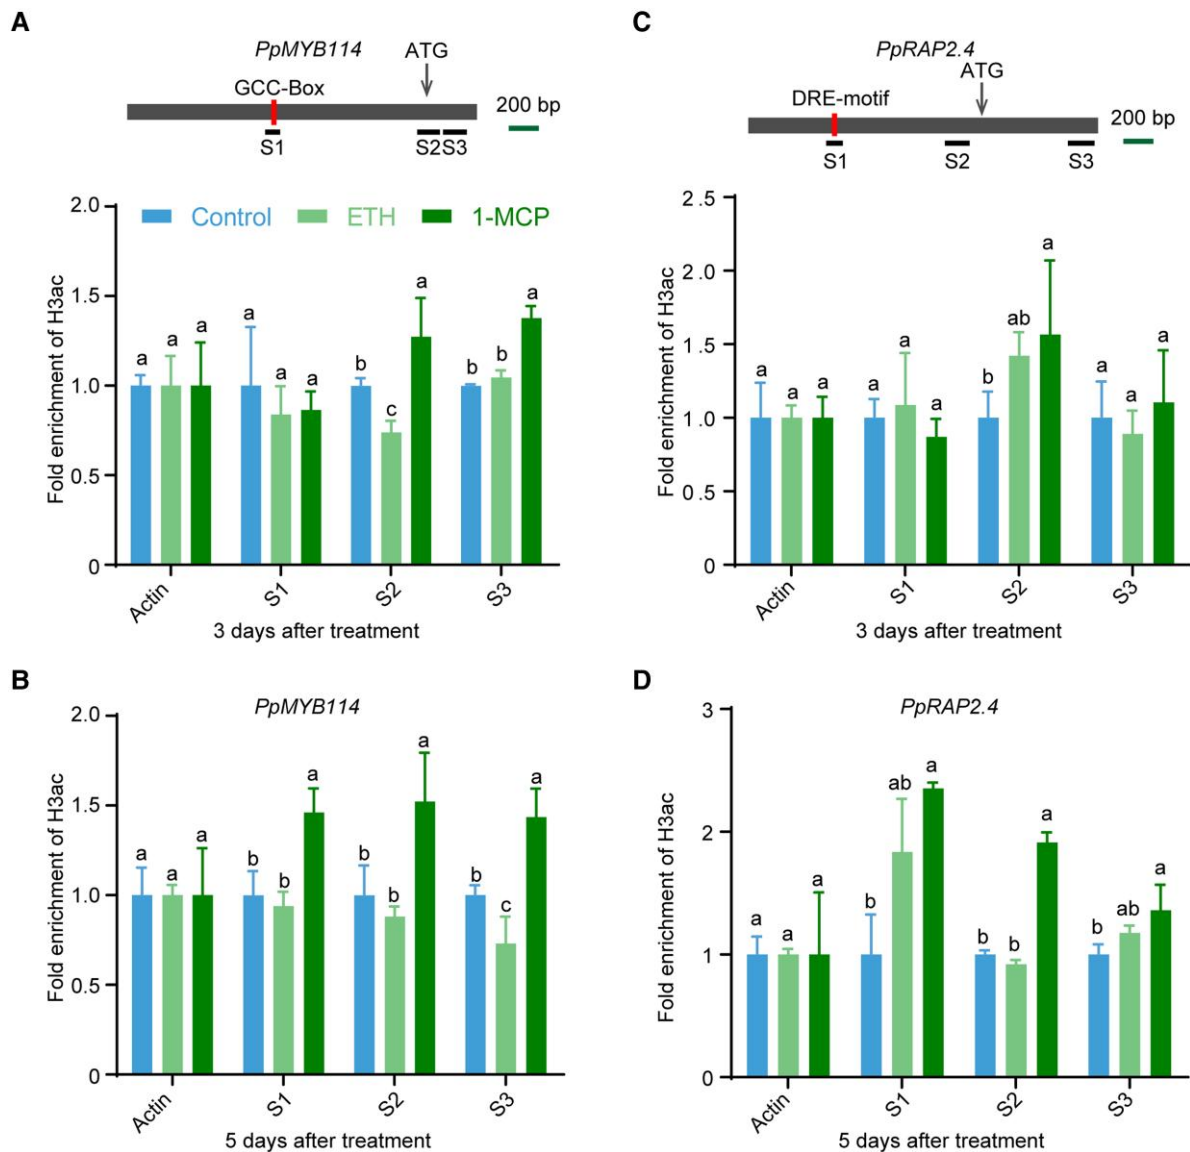 A
PpMYB114
ATG
GCC-Box
200 bp
S1
S2 S3
2.0
Control
ETH
1-MCP
1.5
1.0
0.5
0
Fold enrichment of H3ac
a a a
a a a
b c a
b b a
Actin
S1
S2
S3
3 days after treatment
C
PpRAP2.4
ATG
DRE-motif
200 bp
S1
S2
S3
2.5
2.0
1.5
1.0
0.5
0
Fold enrichment of H3ac
a a a
a a a
b ab a
a a a
Actin
S1
S2
S3
3 days after treatment
B
PpMYB114
2.0
1.5
1.0
0.5
0
Fold enrichment of H3ac
a a a
b b a
b b a
b c a
Actin
S1
S2
S3
5 days after treatment
D
PpRAP2.4
3
2
1
0
Fold enrichment of H3ac
a a a
b ab a
b b a
b ab a
Actin
S1
S2
S3
5 days after treatment